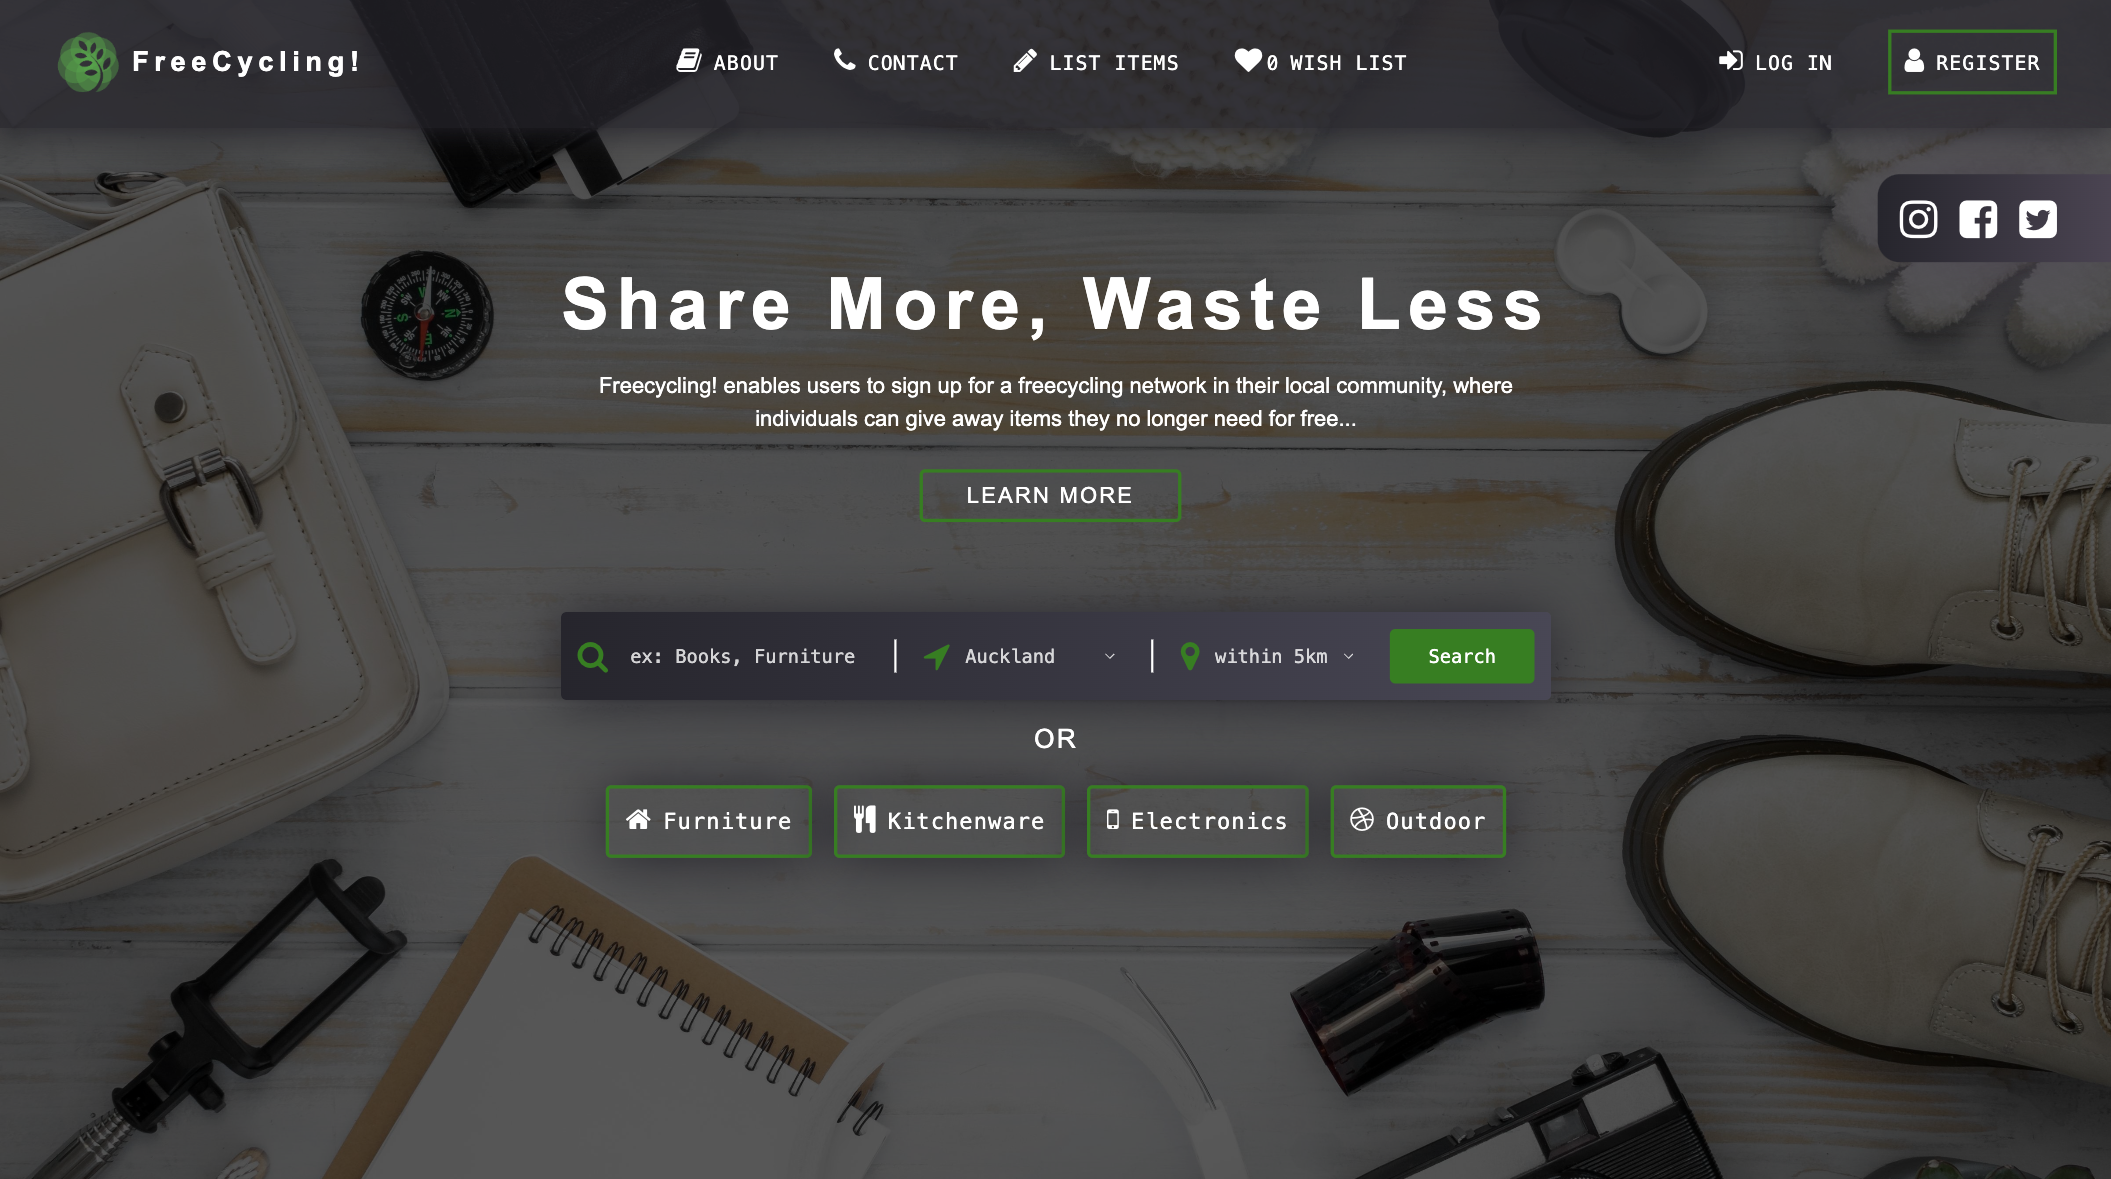 FreeCycling!
ABOUT
CONTACT
LIST ITEMS
0 WISH LIST
LOG IN
REGISTER
Share More, Waste Less
Freecycling! enables users to sign up for a freecycling network in their local community, where
individuals can give away items they no longer need for free...
LEARN MORE
ex: Books, Furniture
Auckland
within 5km
Search
OR
Furniture
Kitchenware
Electronics
Outdoor